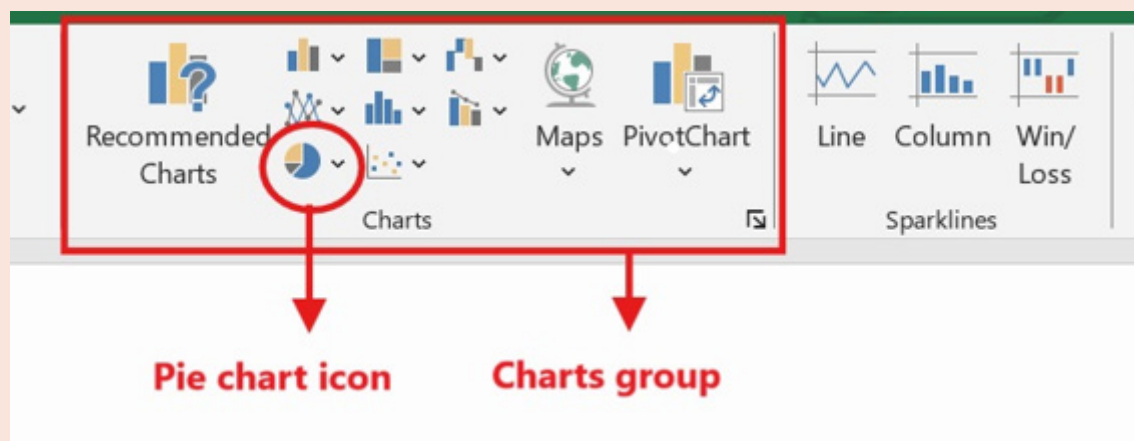 Recommended
Charts
Maps
PivotChart
Charts
Line
Column
Win/
Loss
Sparklines
Pie chart icon
Charts group